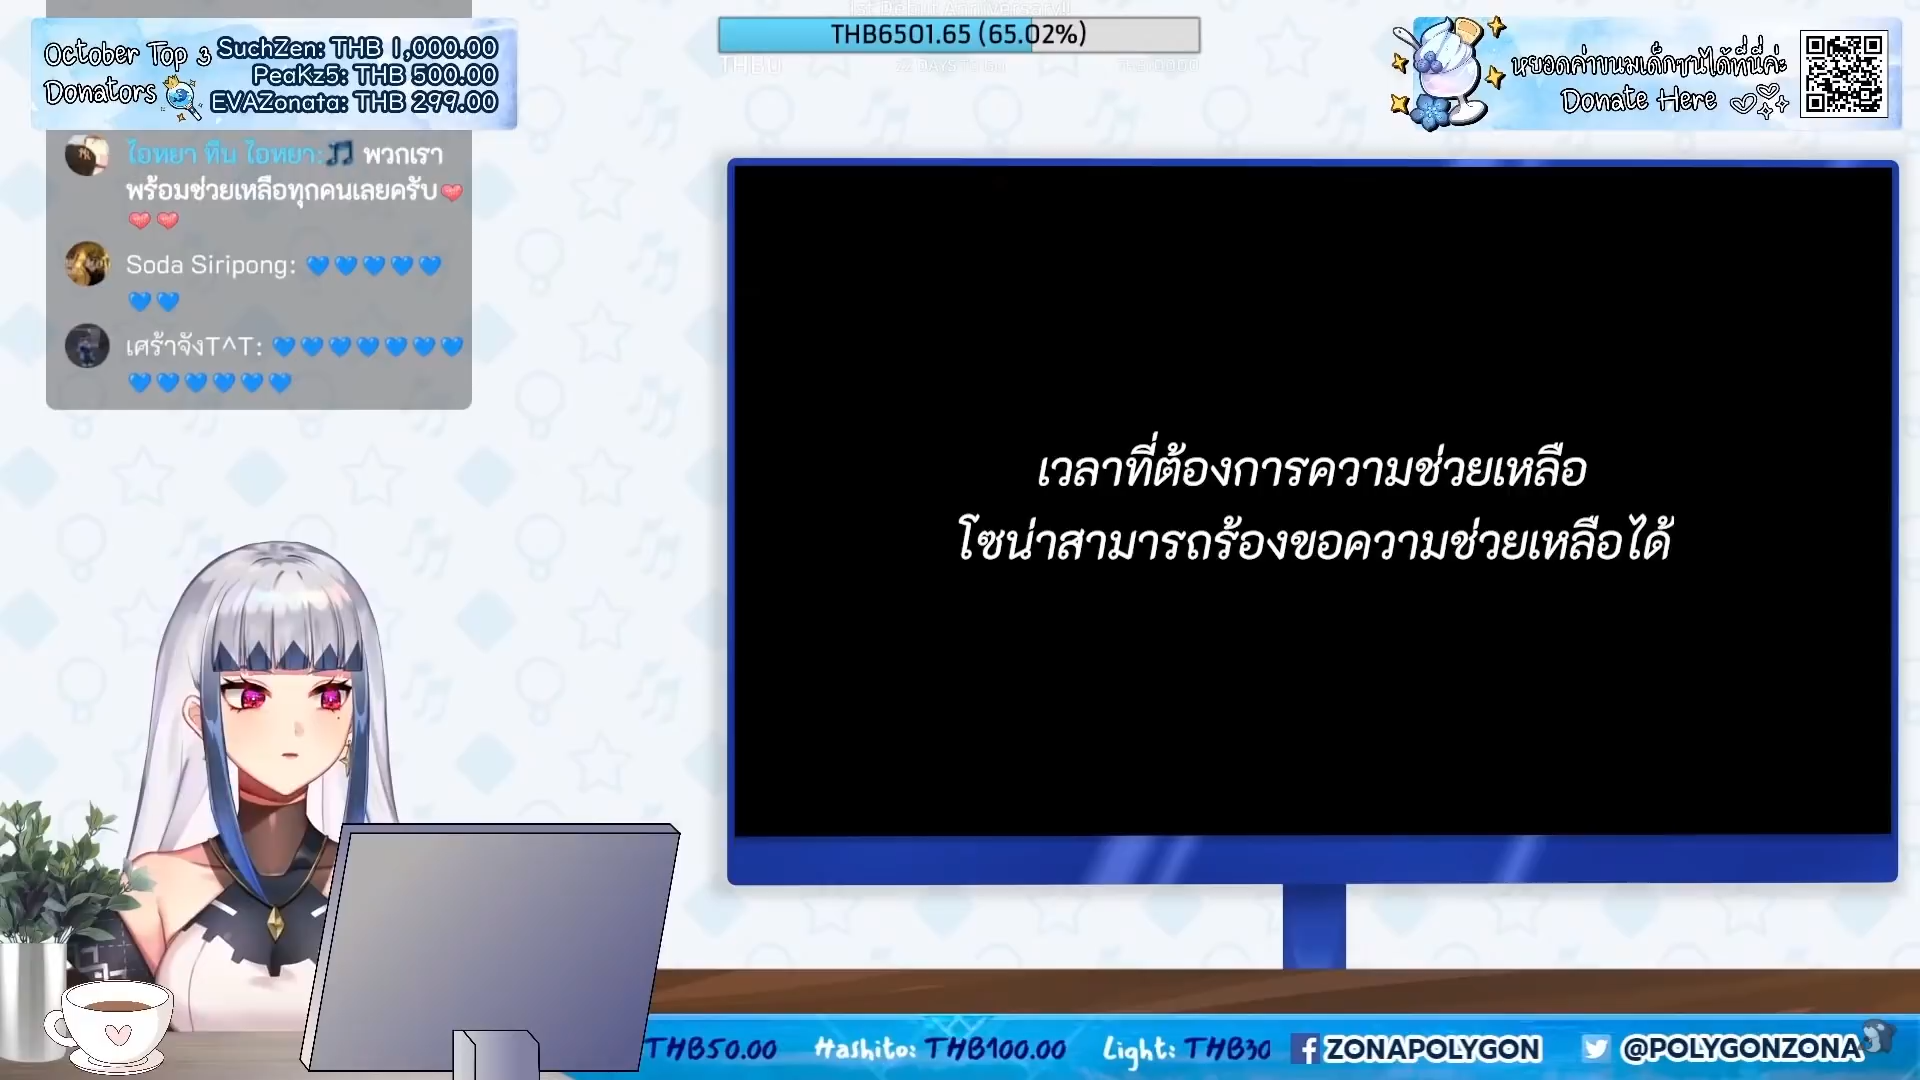 October Top 3
Donators
SuchZen: THB 1,000.00
PeaKz5: THB 500.00
EVAZonata: THB 299.00
1st Debut Anniversary!!
THB6501.65 (65.02%)
THB0
หยอดค่าขนมเด็กซนได้ที่นี่ค่ะ
Donate Here
ไอหยา ทีน ไอหยา:🎵 พวกเรา
พร้อมช่วยเหลือทุกคนเลยครับ❤
❤❤
Soda Siripong: 💙💙💙💙💙
💙💙
เศร้าจังT^T: 💙💙💙💙💙💙💙
💙💙💙💙💙💙
เวลาที่ต้องการความช่วยเหลือ
โซน่าสามารถร้องขอความช่วยเหลือได้
THB50.00 Hashito: THB100.00 Light: THB30
ZONAPOLYGON
@POLYGONZONA